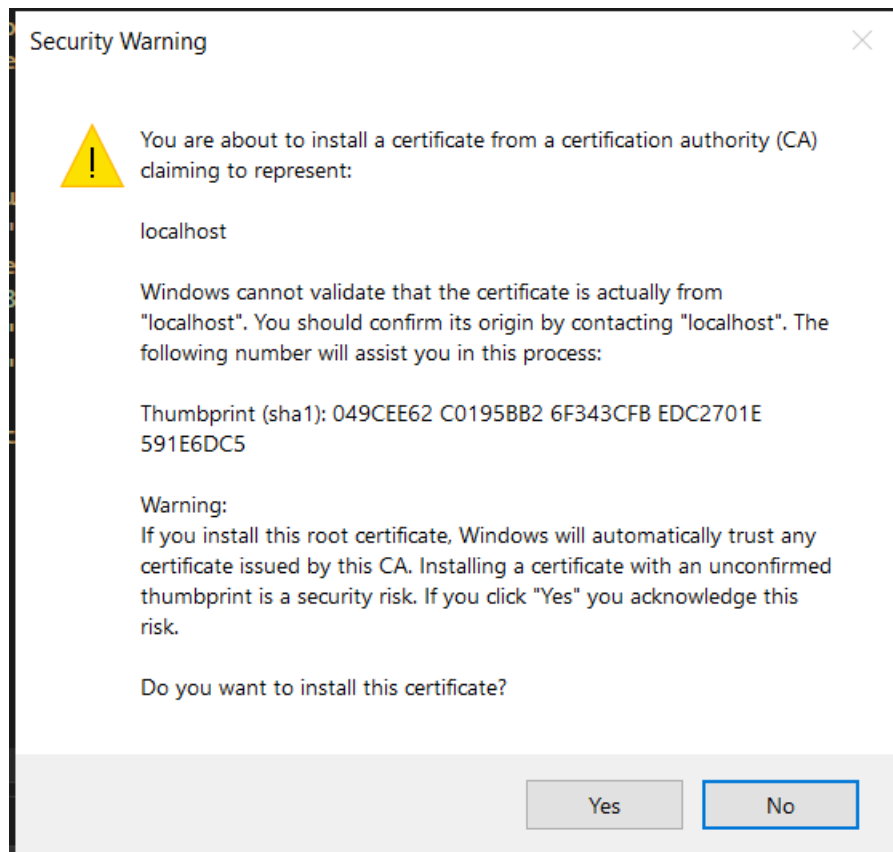 Security Warning
You are about to install a certificate from a certification authority (CA)
claiming to represent:
localhost
Windows cannot validate that the certificate is actually from
"localhost". You should confirm its origin by contacting "localhost". The
following number will assist you in this process:
Thumbprint (sha1): 049CEE62 C0195BB2 6F343CFB EDC2701E
591E6DC5
Warning:
If you install this root certificate, Windows will automatically trust any
certificate issued by this CA. Installing a certificate with an unconfirmed
thumbprint is a security risk. If you click "Yes" you acknowledge this
risk.
Do you want to install this certificate?
Yes No